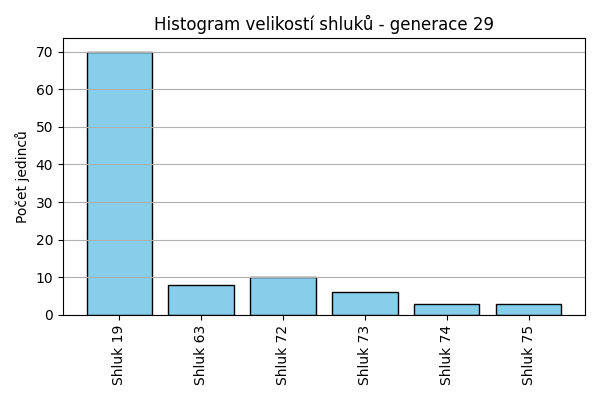 Histogram velikostí shluků - generace 29
Počet jedinců
70
60
50
40
30
20
10
0
Shluk 19
Shluk 63
Shluk 72
Shluk 73
Shluk 74
Shluk 75